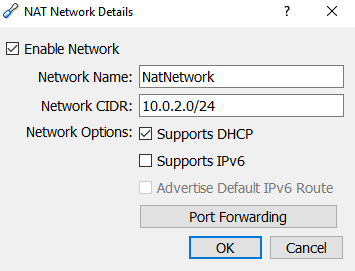 NAT Network Details
Enable Network
Network Name: NatNetwork
Network CIDR: 10.0.2.0/24
Network Options: Supports DHCP
Supports IPv6
Advertise Default IPv6 Route
Port Forwarding
OK Cancel